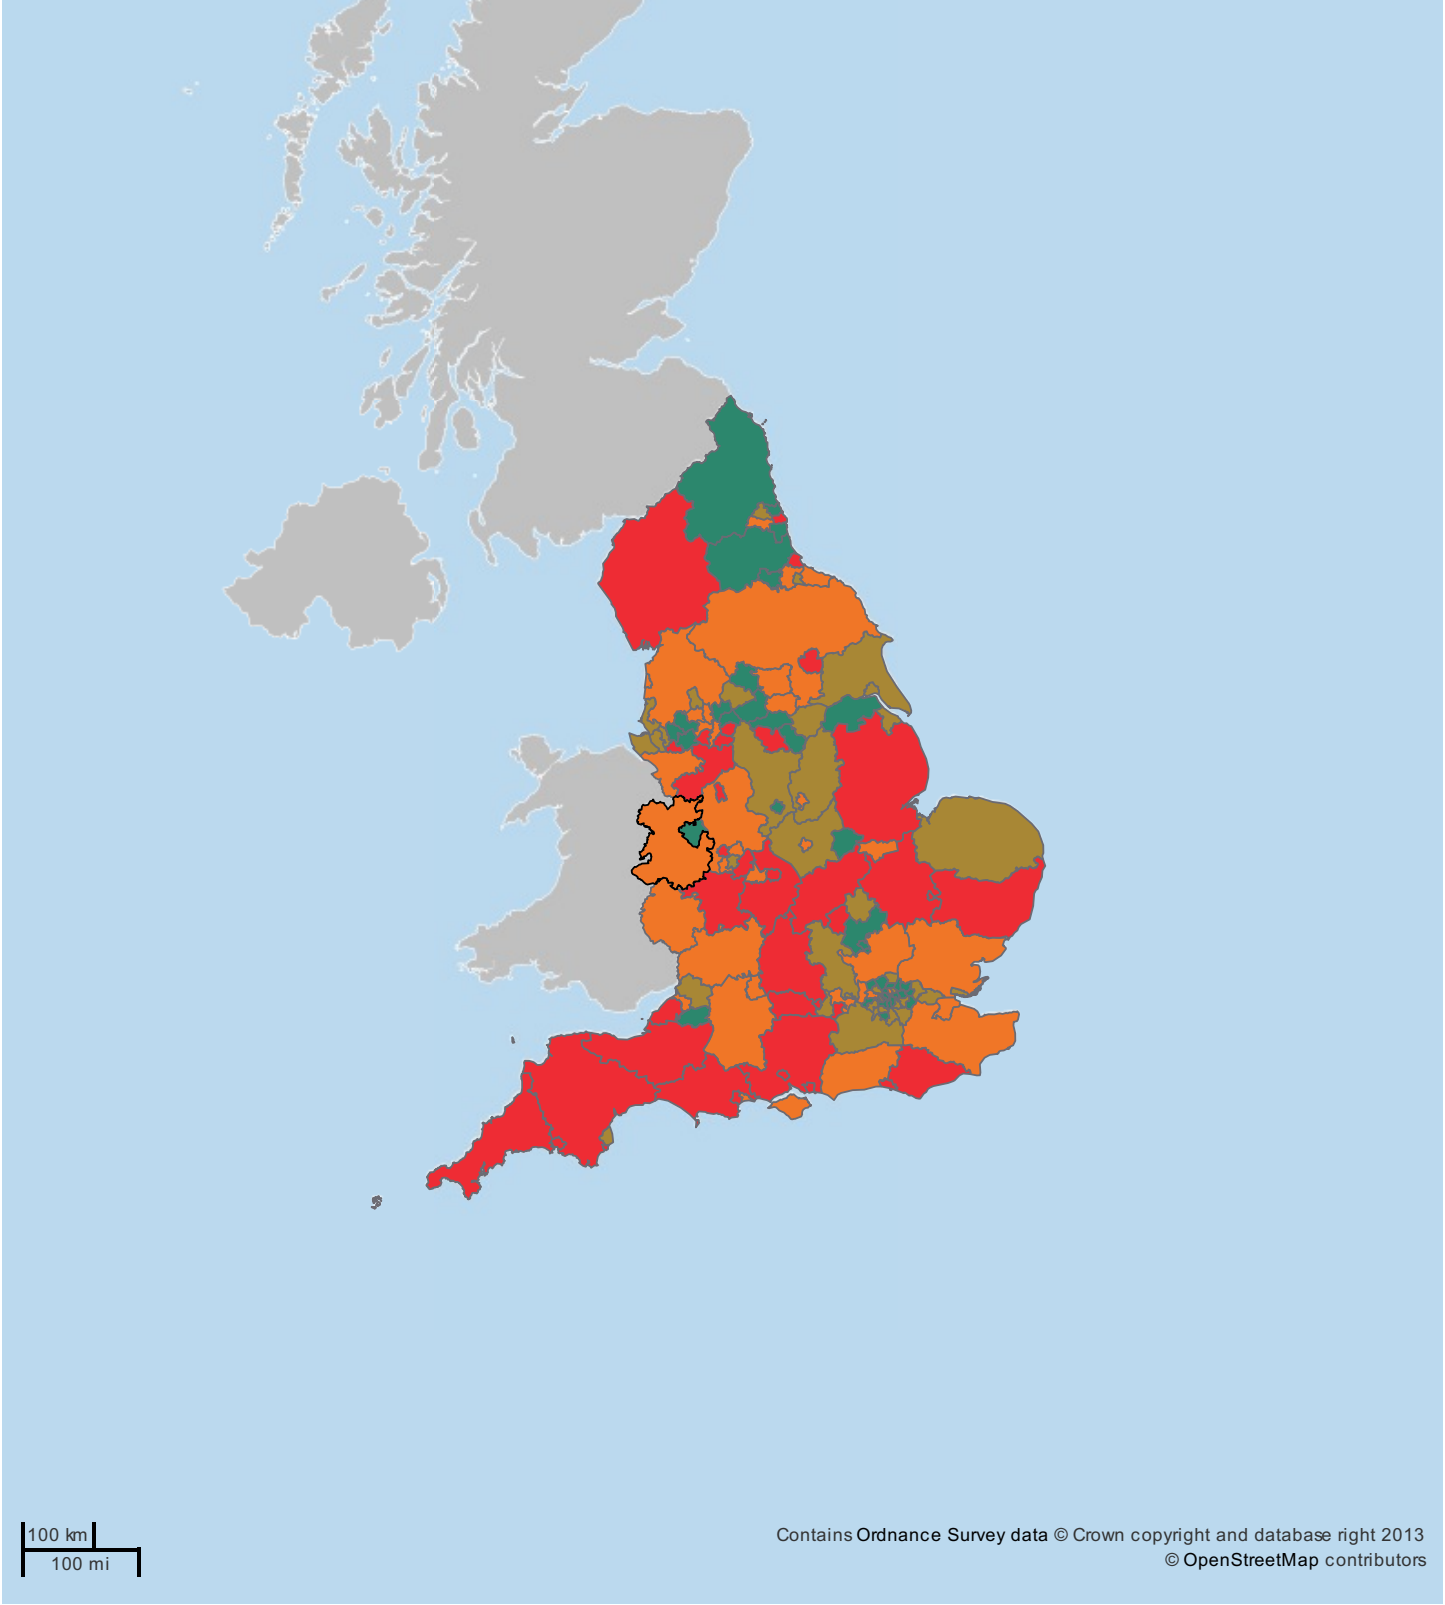 100 km
100 mi
Contains Ordnance Survey data © Crown copyright and database right 2013
© OpenStreetMap contributors